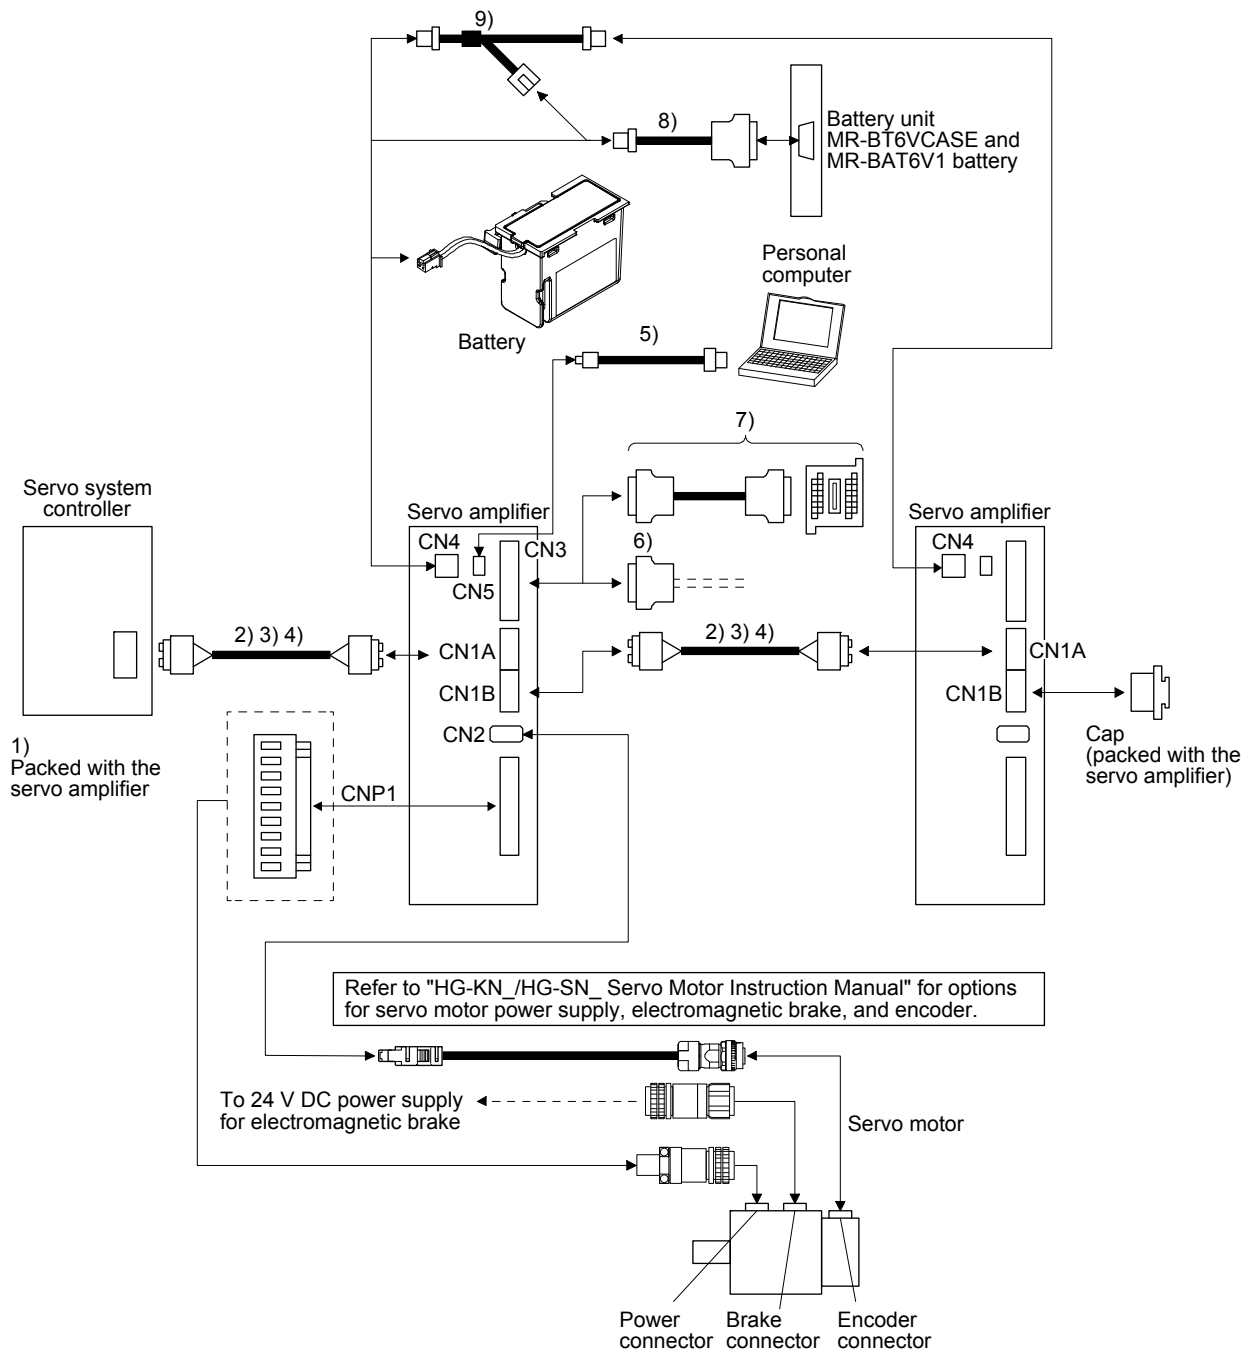 9)
8)
Battery unit
MR-BT6VCASE and
MR-BAT6V1 battery
Personal
computer
Battery
5)
7)
Servo system
controller
Servo amplifier
Servo amplifier
CN4
CN3
6)
CN4
CN5
2) 3) 4)
2) 3) 4)
CN1A
CN1A
CN1B
CN1B
CN2
Cap
(packed with the
servo amplifier)
1)
Packed with the
servo amplifier
CNP1
Refer to "HG-KN_/HG-SN_ Servo Motor Instruction Manual" for options
for servo motor power supply, electromagnetic brake, and encoder.
To 24 V DC power supply
for electromagnetic brake
Servo motor
Power
connector
Brake
connector
Encoder
connector